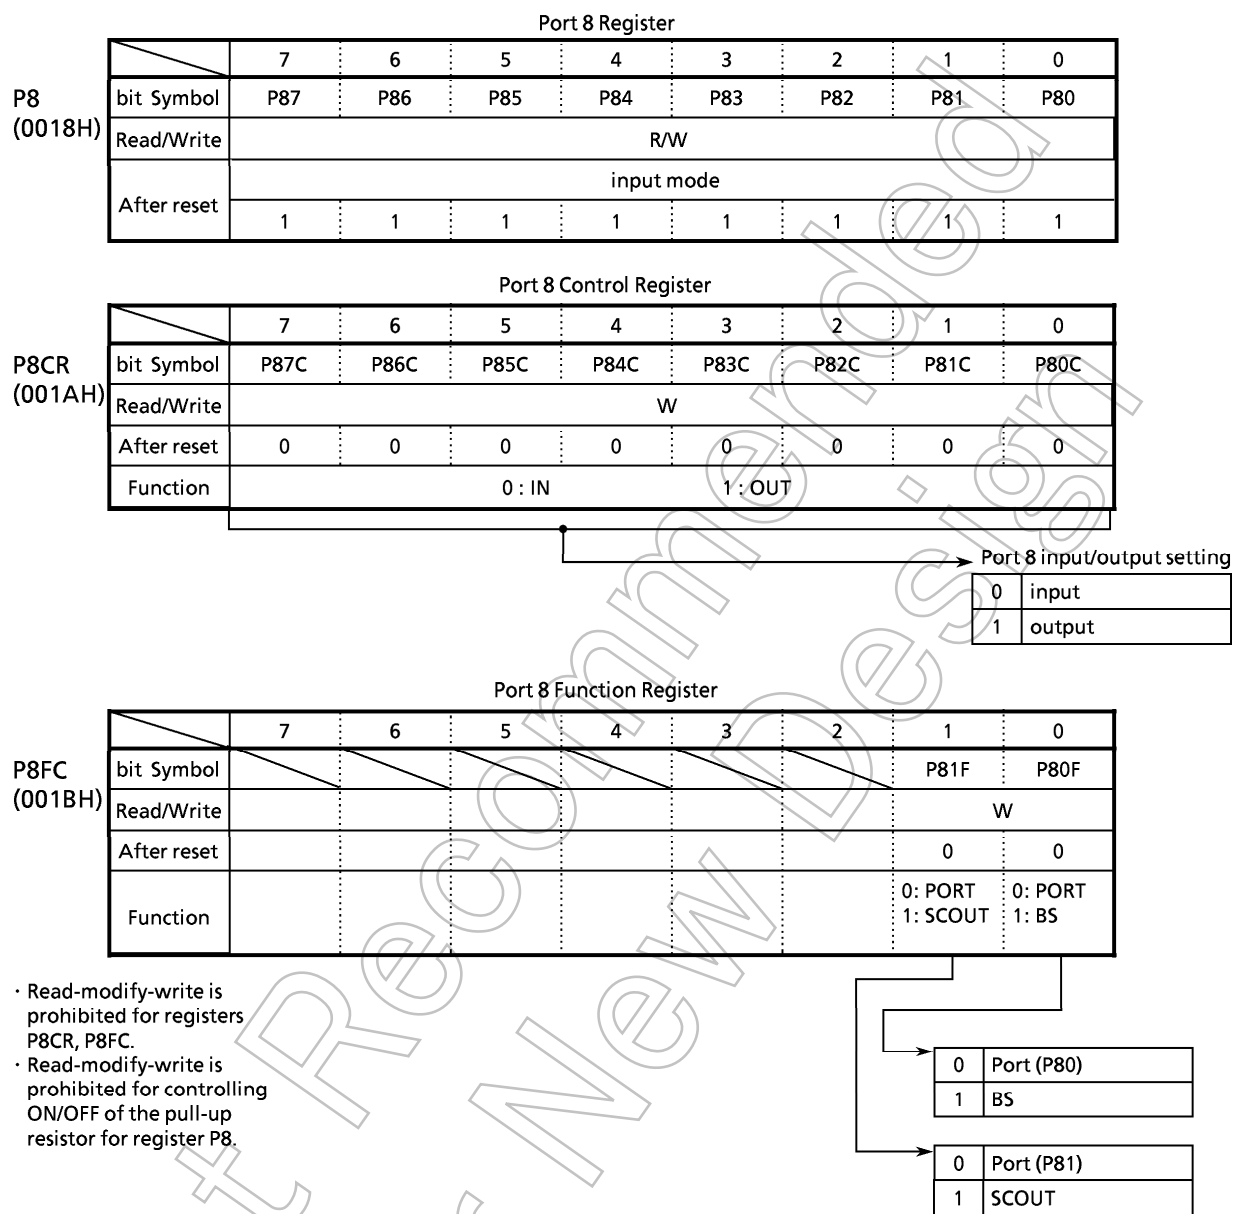 Port 8 Register
7 6 5 4 3 2 1 0
P8
(0018H)
bit Symbol P87 P86 P85 P84 P83 P82 P81 P80
Read/Write R/W
After reset input mode
1 1 1 1 1 1 1 1
Port 8 Control Register
7 6 5 4 3 2 1 0
P8CR
(001AH)
bit Symbol P87C P86C P85C P84C P83C P82C P81C P80C
Read/Write W
After reset 0 0 0 0 0 0 0 0
Function 0 : IN 1 : OUT
Port 8 input/output setting
0 input
1 output
Port 8 Function Register
7 6 5 4 3 2 1 0
P8FC
(001BH)
bit Symbol P81F P80F
Read/Write W
After reset 0 0
Function
0: PORT 0: PORT
1: SCOUT 1: BS
· Read-modify-write is
prohibited for registers
P8CR, P8FC.
· Read-modify-write is
prohibited for controlling
ON/OFF of the pull-up
resistor for register P8.
0 Port (P80)
1 BS
0 Port (P81)
1 SCOUT
t Recommended
r New Design